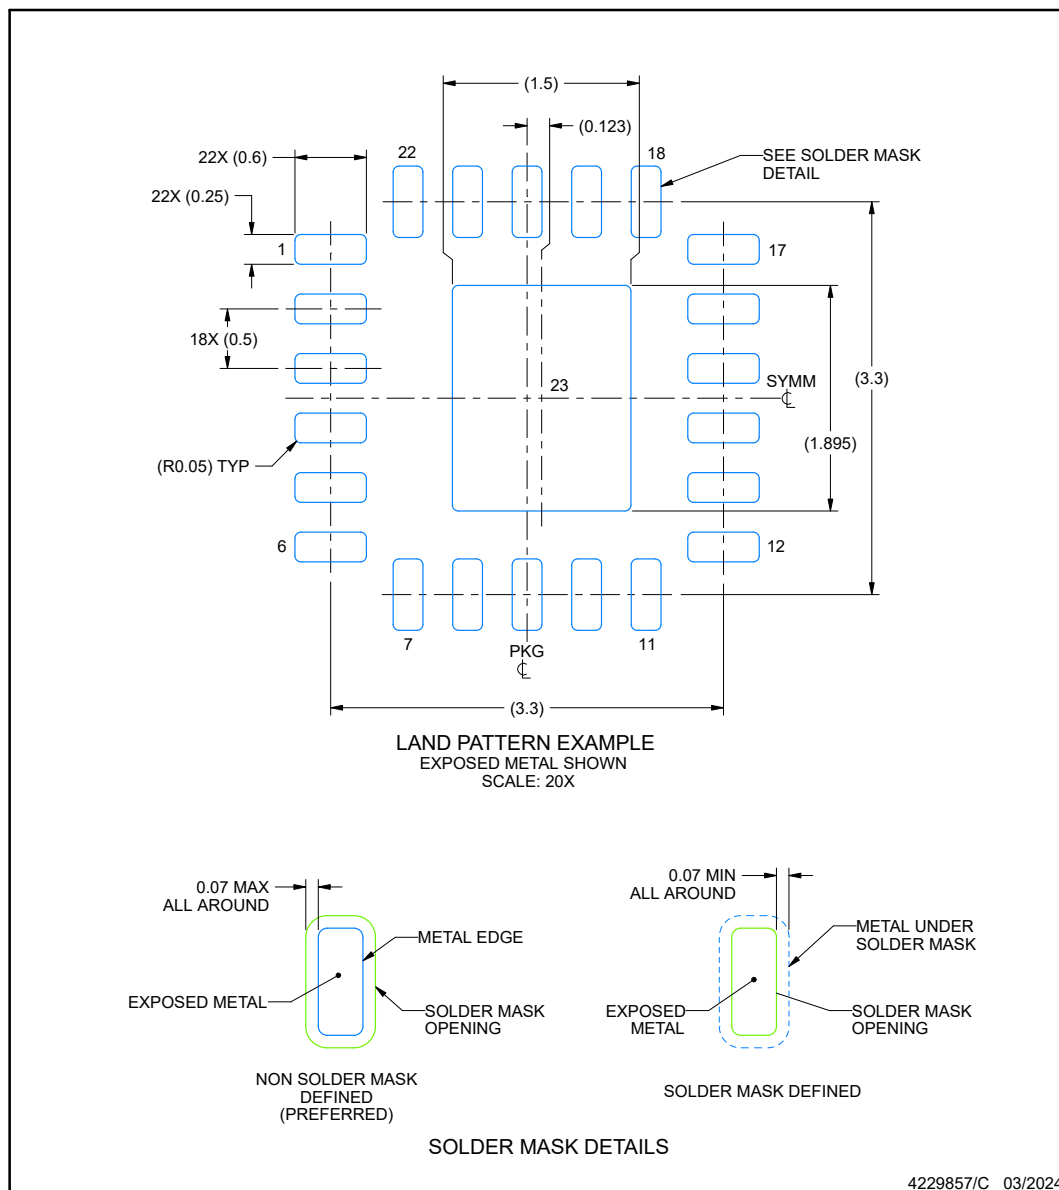 (1.5)
(0.123)
22X (0.6)
22
18
SEE SOLDER MASK
DETAIL
22X (0.25)
1
17
18X (0.5)
SYMM
(3.3)
23
(1.895)
(R0.05) TYP
6
12
7
11
PKG
(3.3)
LAND PATTERN EXAMPLE
EXPOSED METAL SHOWN
SCALE: 20X
0.07 MAX
ALL AROUND
METAL EDGE
EXPOSED METAL
SOLDER MASK
OPENING
NON SOLDER MASK
DEFINED
(PREFERRED)
0.07 MIN
ALL AROUND
METAL UNDER
SOLDER MASK
EXPOSED
METAL
SOLDER MASK
OPENING
SOLDER MASK DEFINED
SOLDER MASK DETAILS
4229857/C 03/2024